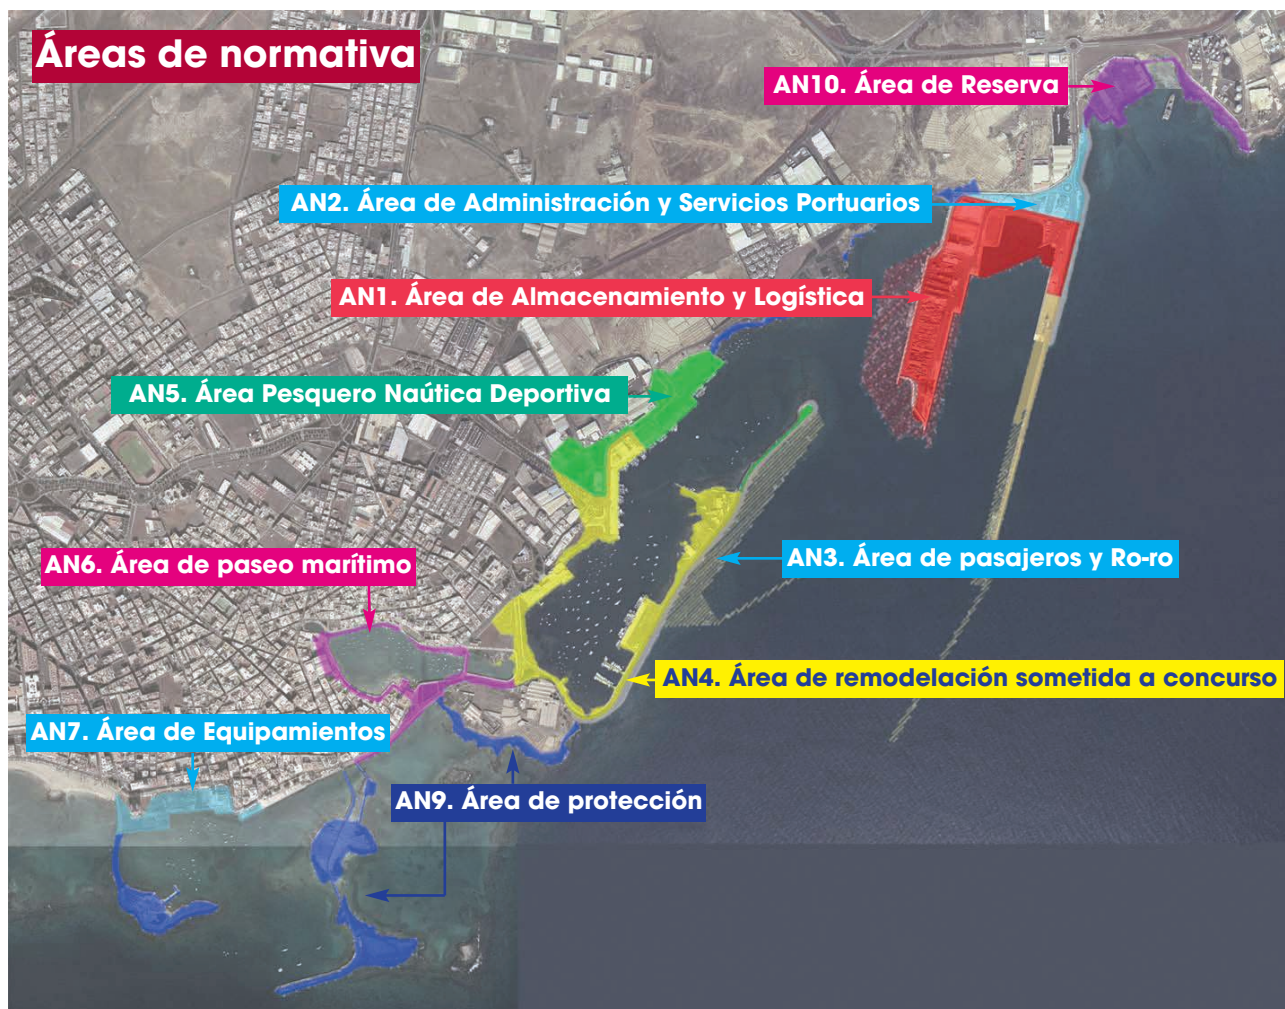 Áreas de normativa
AN10. Área de Reserva
AN2. Área de Administración y Servicios Portuarios
AN1. Área de Almacenamiento y Logística
AN5. Área Pesquero Naútica Deportiva
AN6. Área de paseo marítimo
AN3. Área de pasajeros y Ro-ro
AN4. Área de remodelación sometida a concurso
AN7. Área de Equipamientos
AN9. Área de protección